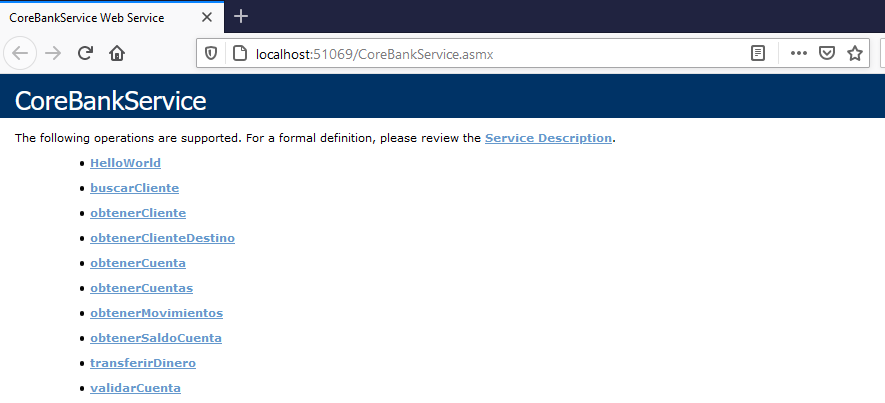 CoreBankService Web Service
localhost:51069/CoreBankService.asmx
CoreBankService
The following operations are supported. For a formal definition, please review the Service Description.
HelloWorld
buscarCliente
obtenerCliente
obtenerClienteDestino
obtenerCuenta
obtenerCuentas
obtenerMovimientos
obtenerSaldoCuenta
transferirDinero
validarCuenta